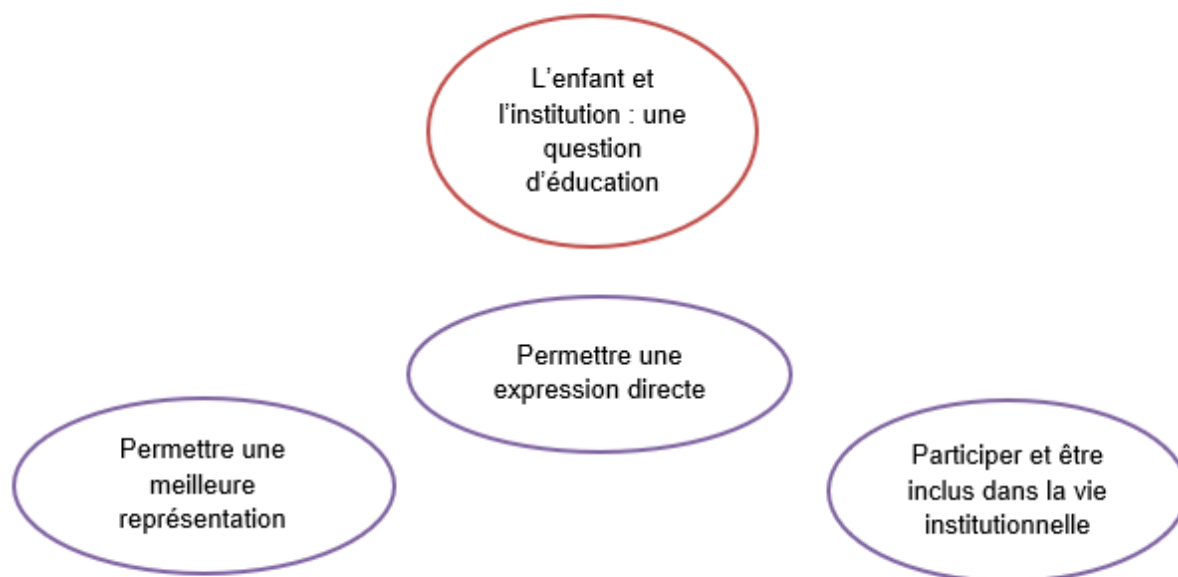 L’enfant et
l’institution : une
question
d’éducation
Permettre une
expression directe
Permettre une
meilleure
représentation
Participer et être
inclus dans la vie
institutionnelle